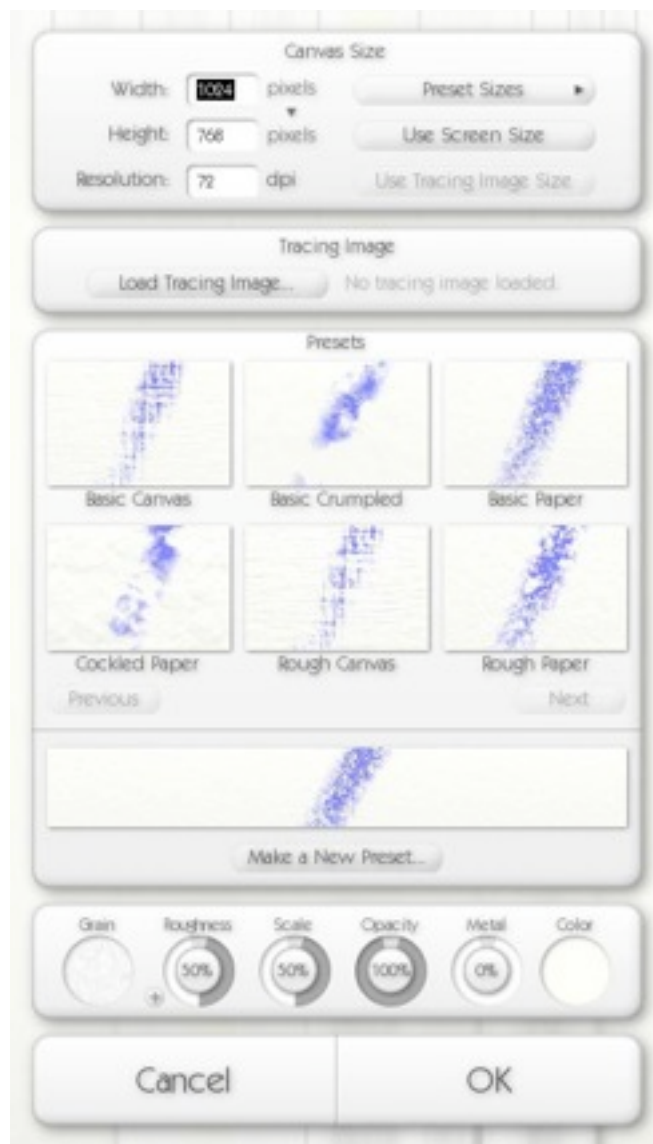 Canvas Size
Width: 1024 pixels Preset Sizes
Height: 768 pixels Use Screen Size
Resolution: 72 dpi Use Tracing Image Size
Tracing Image
Load Tracing Image... No tracing image loaded.
Presets
Basic Canvas Basic Crumpled Basic Paper
Cockled Paper Rough Canvas Rough Paper
Previous Next
Make a New Preset...
Grain Roughness Scale Opacity Metal Color
50% 50% 100% 0%
Cancel OK